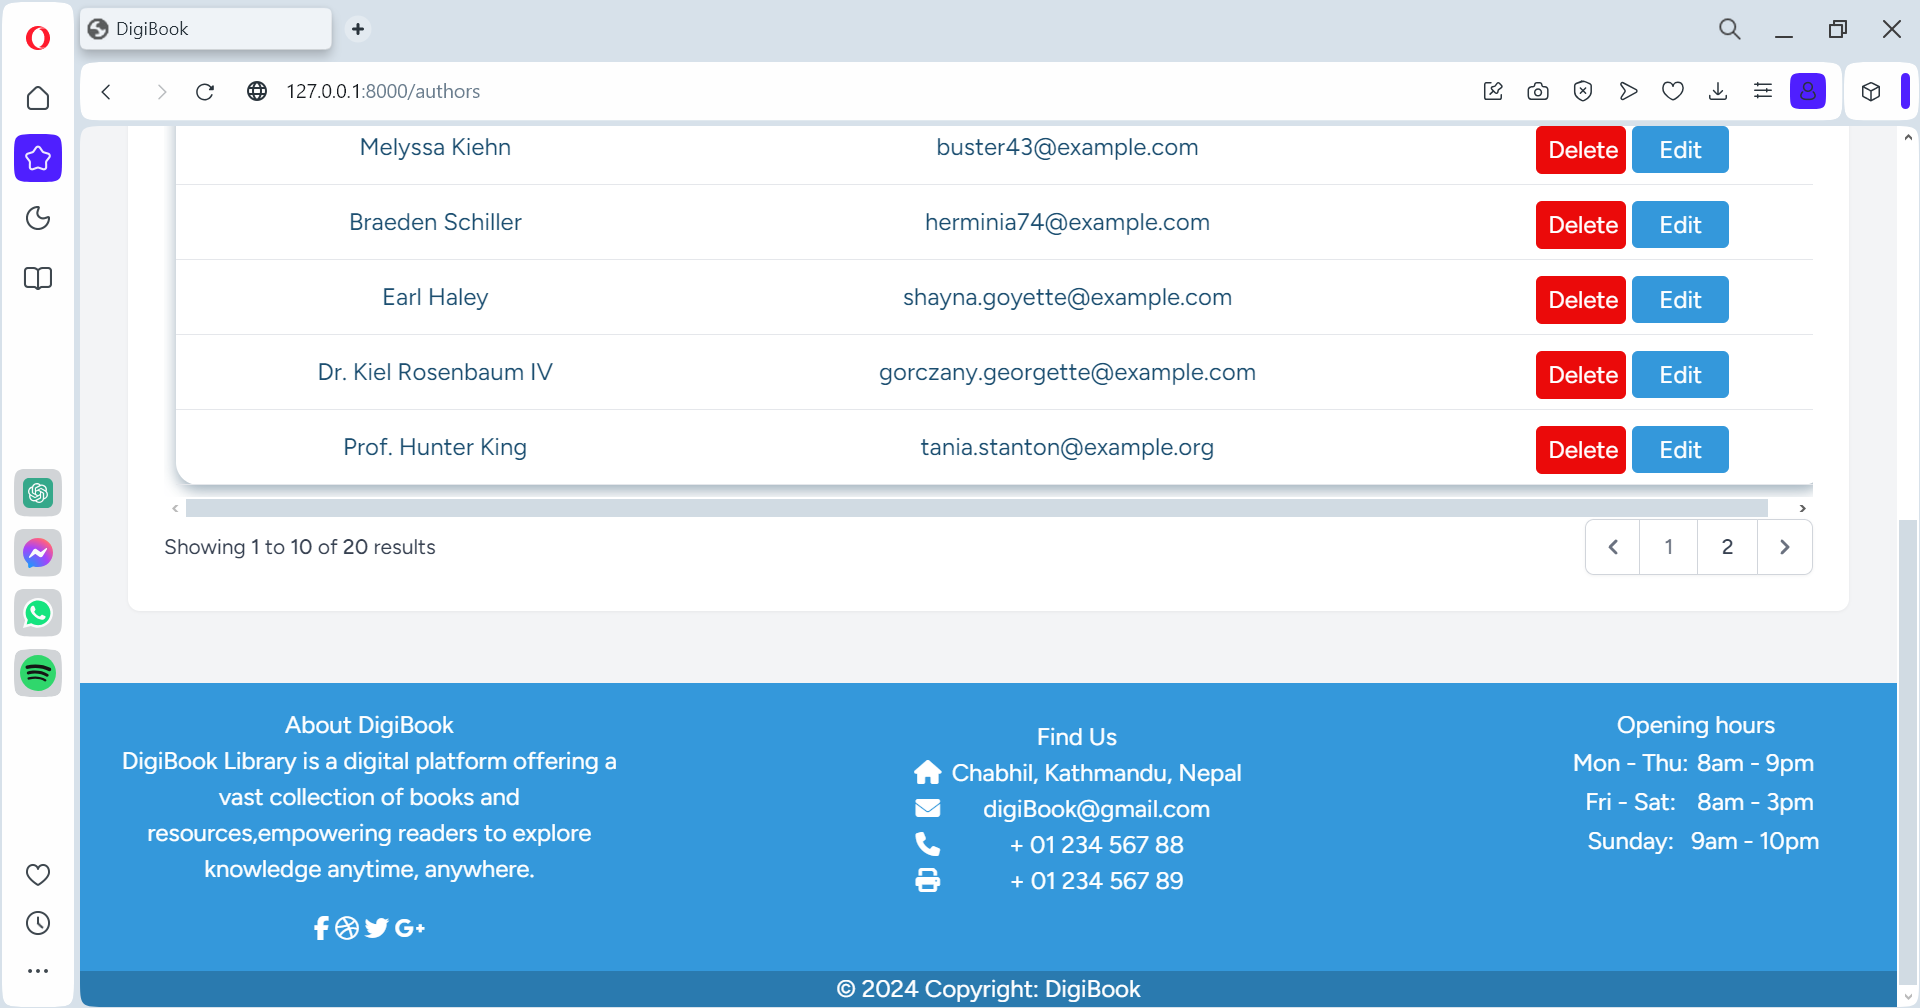 DigiBook
127.0.0.1:8000/authors
Melyssa Kiehn buster43@example.com Delete Edit
Braeden Schiller herminia74@example.com Delete Edit
Earl Haley shayna.goyette@example.com Delete Edit
Dr. Kiel Rosenbaum IV gorczany.georgette@example.com Delete Edit
Prof. Hunter King tania.stanton@example.org Delete Edit
Showing 1 to 10 of 20 results
1 2
About DigiBook
DigiBook Library is a digital platform offering a
vast collection of books and
resources,empowering readers to explore
knowledge anytime, anywhere.
G+
Find Us
Chabhil, Kathmandu, Nepal
digiBook@gmail.com
+ 01 234 567 88
+ 01 234 567 89
Opening hours
Mon - Thu: 8am - 9pm
Fri - Sat: 8am - 3pm
Sunday: 9am - 10pm
© 2024 Copyright: DigiBook